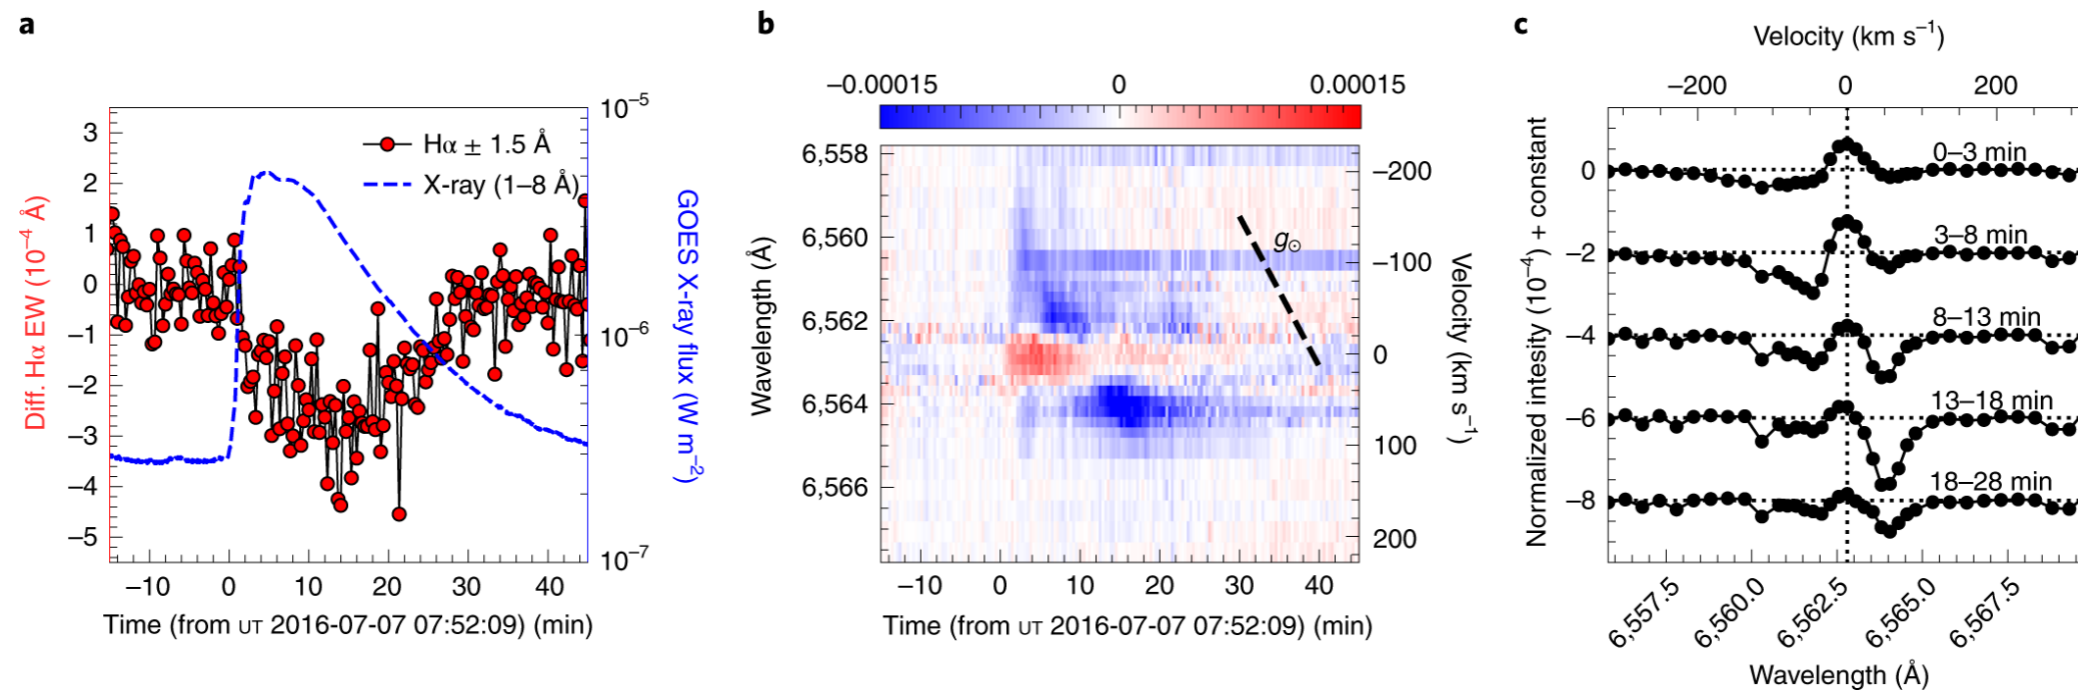 a
Diff. Hα EW (10⁻⁴ Å)
3
2
1
0
−1
−2
−3
−4
−5
Hα ± 1.5 Å
X-ray (1–8 Å)
10⁻⁵
10⁻⁶
10⁻⁷
GOES X-ray flux (W m⁻²)
−10 0 10 20 30 40
Time (from UT 2016-07-07 07:52:09) (min)
b
−0.00015 0 0.00015
Wavelength (Å)
6,558
6,560
6,562
6,564
6,566
g⊙
−200
−100
0
100
200
Velocity (km s⁻¹)
−10 0 10 20 30 40
Time (from UT 2016-07-07 07:52:09) (min)
c
Velocity (km s⁻¹)
−200 0 200
Normalized intesity (10⁻⁴) + constant
0
−2
−4
−6
−8
0–3 min
3–8 min
8–13 min
13–18 min
18–28 min
6,557.5 6,560.0 6,562.5 6,565.0 6,567.5
Wavelength (Å)